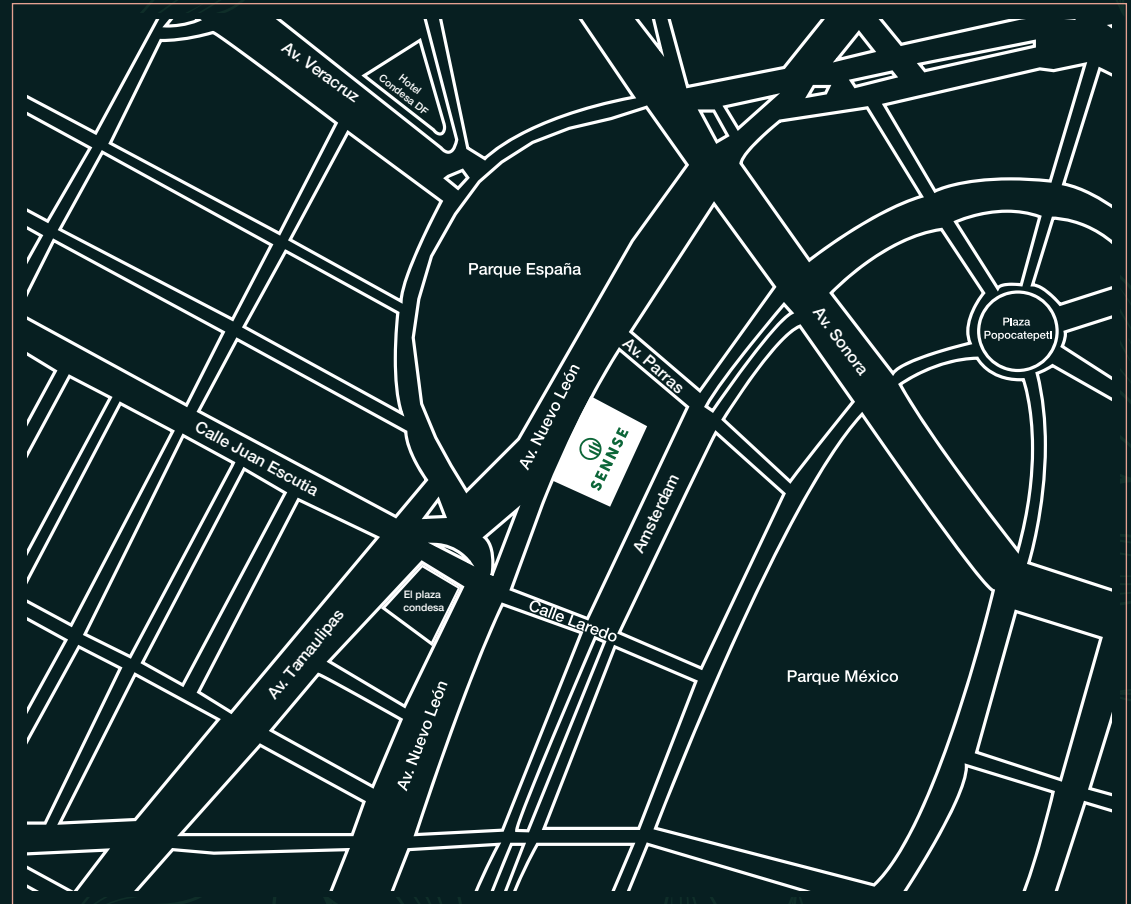 Av. Veracruz
Hotel
Condesa DF
Parque España
Plaza
Popocatepetl
Av. Sonora
Av. Parras
Av. Nuevo León
SENNSE
Calle Juan Escutia
Amsterdam
El plaza
condesa
Calle Laredo
Av. Tamaulipas
Parque México
Av. Nuevo León